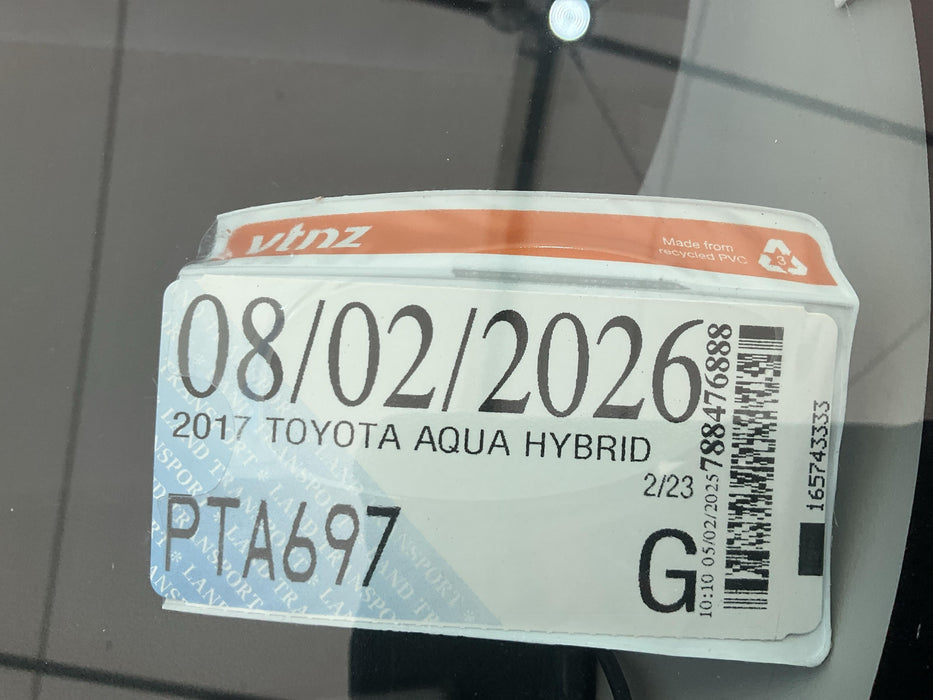 vtnz
Made from
recycled PVC
3
08/02/2026
2017 TOYOTA AQUA HYBRID
2/23
PTA697
G
10:10 05/02/2025 788476888
165743333